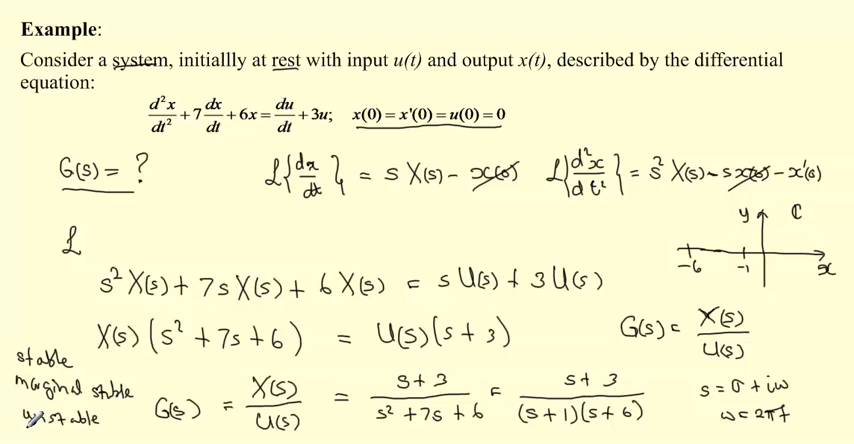 Example:
Consider a system, initiallly at rest with input u(t) and output x(t), described by the differential
equation:
d²x/dt² + 7 dx/dt + 6x = du/dt + 3u; x(0) = x'(0) = u(0) = 0
G(s) = ? ℒ{dx/dt} = s X(s) − x(0) ℒ{d²x/dt²} = s² X(s) − s x(0) − x'(0)
y ℂ
ℒ
−6 −1 x
s² X(s) + 7s X(s) + 6 X(s) = s U(s) + 3 U(s)
X(s) (s² + 7s + 6) = U(s) (s + 3) G(s) = X(s)/U(s)
stable
marginal stable
unstable
G(s) = X(s)/U(s) = s + 3/s² + 7s + 6 = s + 3/(s + 1)(s + 6)
s = σ + iω
ω = 2πf